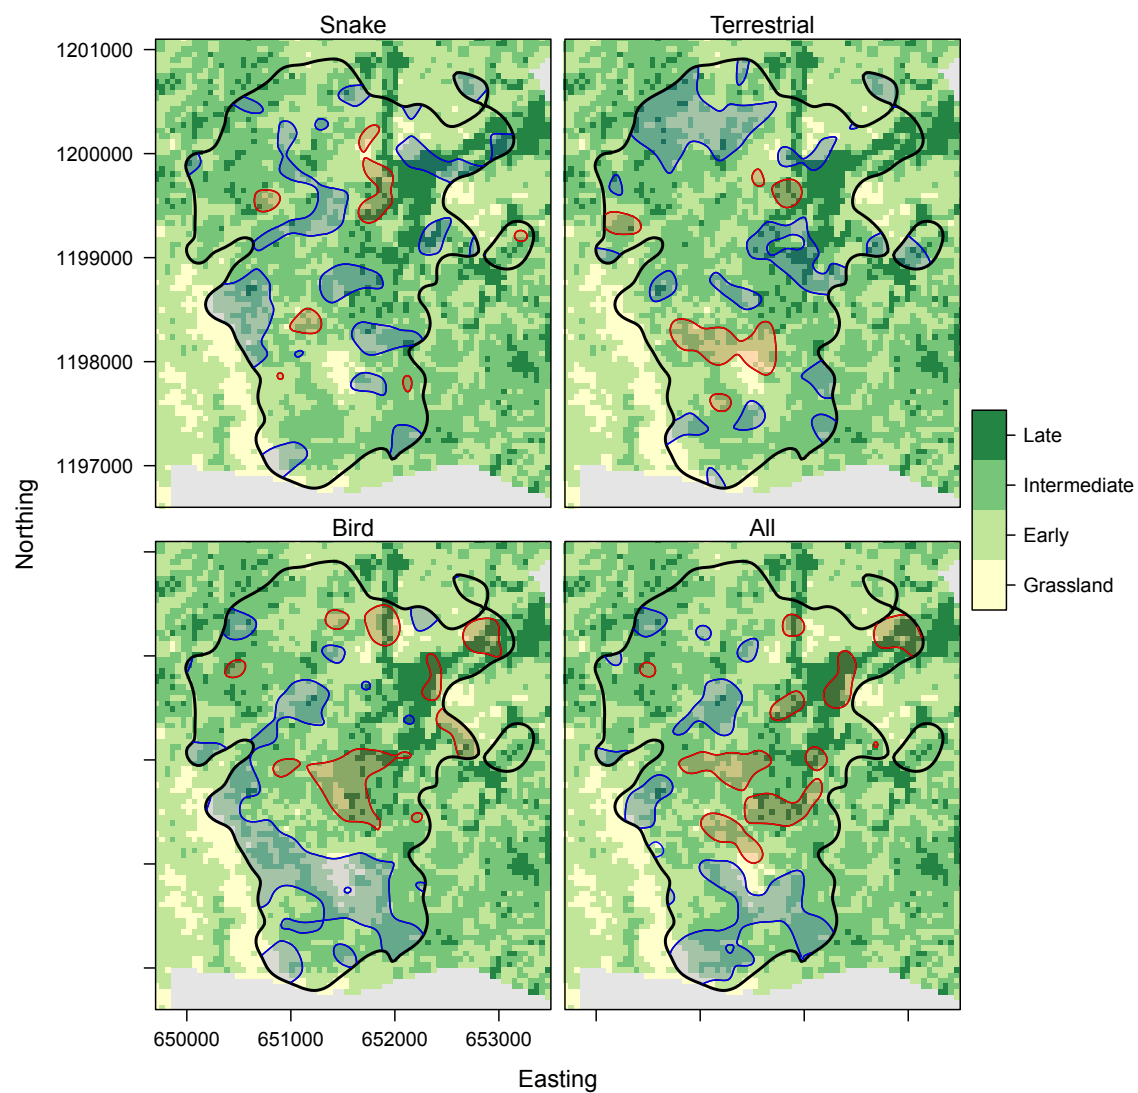 Snake
Terrestrial
1201000
1200000
1199000
1198000
1197000
Late
Intermediate
Early
Grassland
Northing
Bird
All
650000
651000
652000
653000
Easting